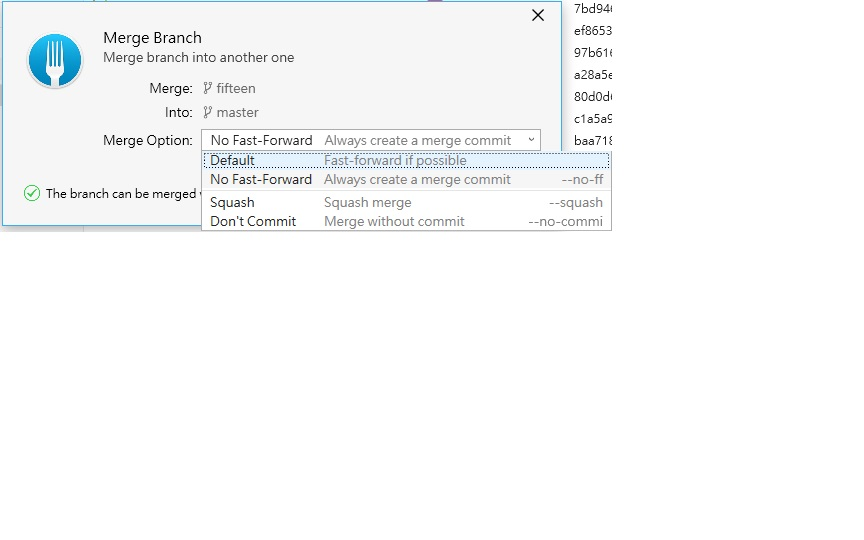 Merge Branch
Merge branch into another one
Merge: fifteen
Into: master
Merge Option: No Fast-Forward Always create a merge commit
Default Fast-forward if possible
No Fast-Forward Always create a merge commit --no-ff
Squash Squash merge --squash
Don't Commit Merge without commit --no-commi
The branch can be merged
7bd94
ef8653
97b61
a28a5
80d0d
c1a5a9
baa718